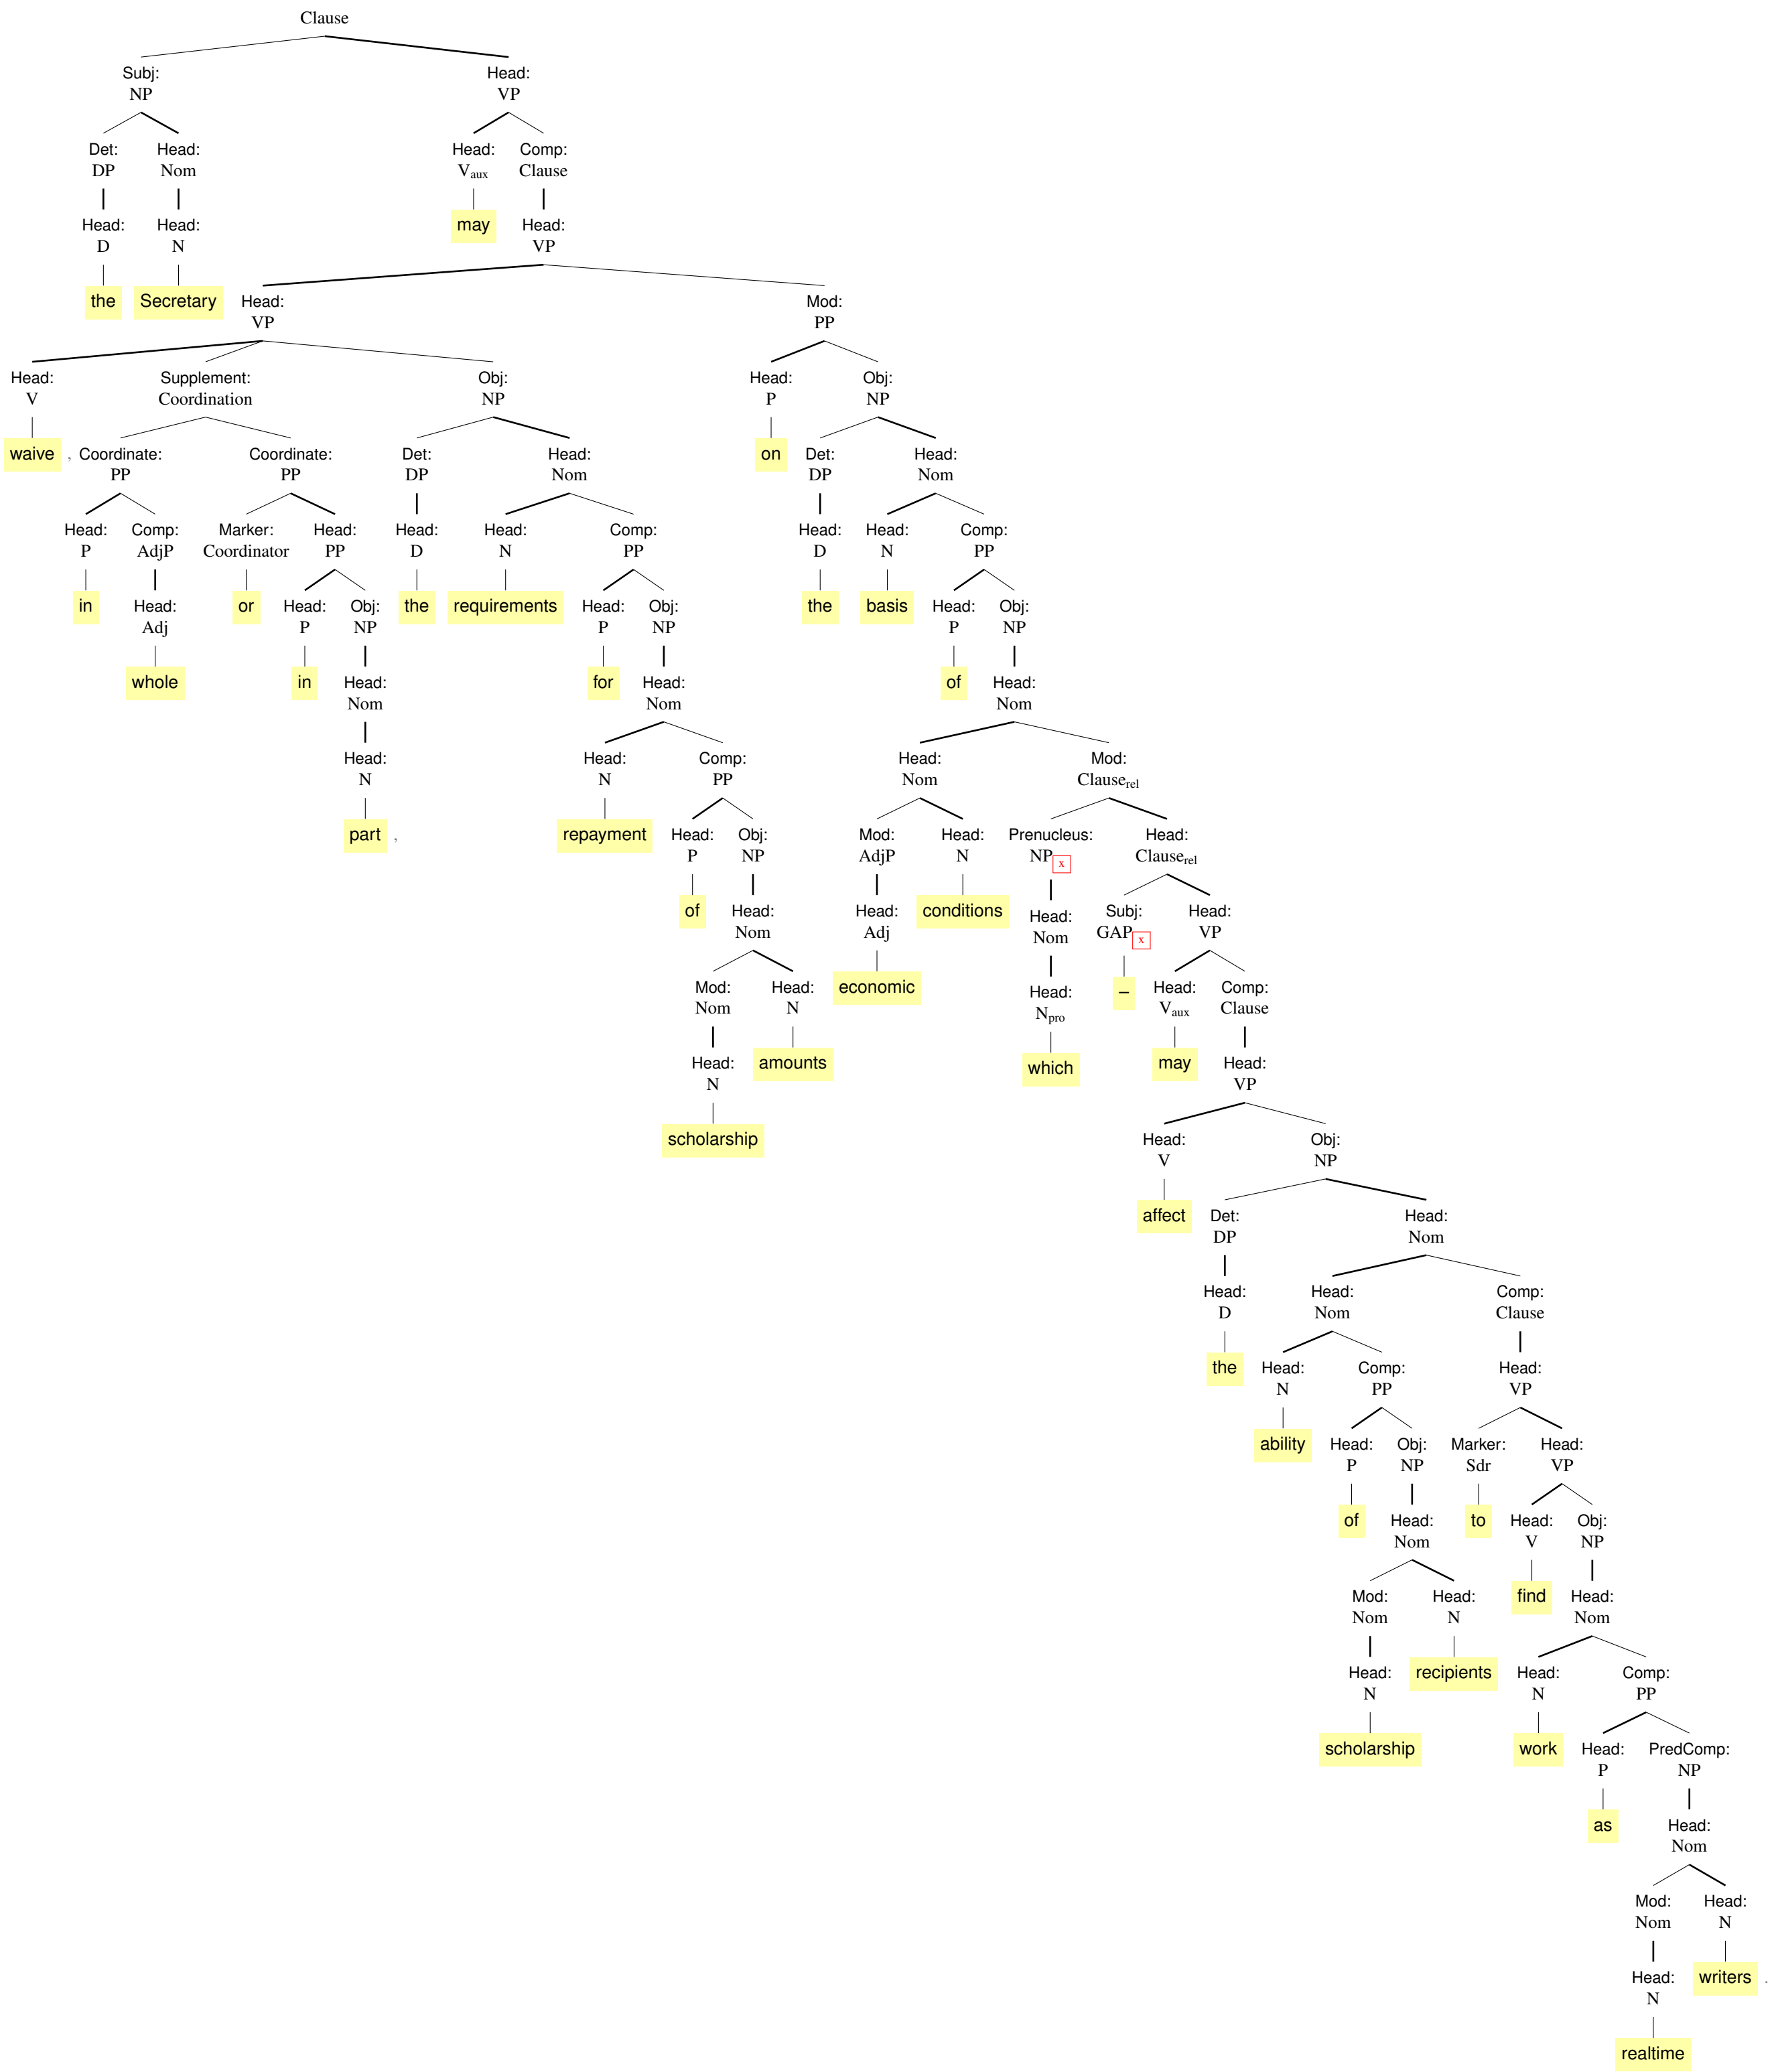 Clause
Subj: Head:
NP VP
Det: Head: Head: Comp:
DP Nom Vaux Clause
Head: Head: may Head:
D N VP
the Secretary Head: Mod:
VP PP
Head: Supplement: Obj: Head: Obj:
V Coordination NP P NP
waive , Coordinate: Coordinate: Det: Head: on Det: Head:
PP PP DP Nom DP Nom
Head: Comp: Marker: Head: Head: Head: Comp: Head: Head: Comp:
P AdjP Coordinator PP D N PP D N PP
in Head: or Head: Obj: the requirements Head: Obj: the basis Head: Obj:
Adj P NP P NP P NP
whole in Head: for Head: of Head:
Nom Nom Nom
Head: Head: Comp: Head: Mod:
N N PP Nom Clauserel
part , repayment Head: Obj: Mod: Head: Prenucleus: Head:
P NP AdjP N NP x Clauserel
of Head: Head: conditions Head: Subj: Head:
Nom Adj Nom GAP x VP
Mod: Head: economic Head: – Head: Comp:
Nom N Npro Vaux Clause
Head: amounts which may Head:
N VP
scholarship Head: Obj:
V NP
affect Det: Head:
DP Nom
Head: Head: Comp:
D Nom Clause
the Head: Comp: Head:
N PP VP
ability Head: Obj: Marker: Head:
P NP Sdr VP
of Head: to Head: Obj:
Nom V NP
Mod: Head: find Head:
Nom N Nom
Head: recipients Head: Comp:
N N PP
scholarship work Head: PredComp:
P NP
as Head:
Nom
Mod: Head:
Nom N
Head: writers .
N
realtime